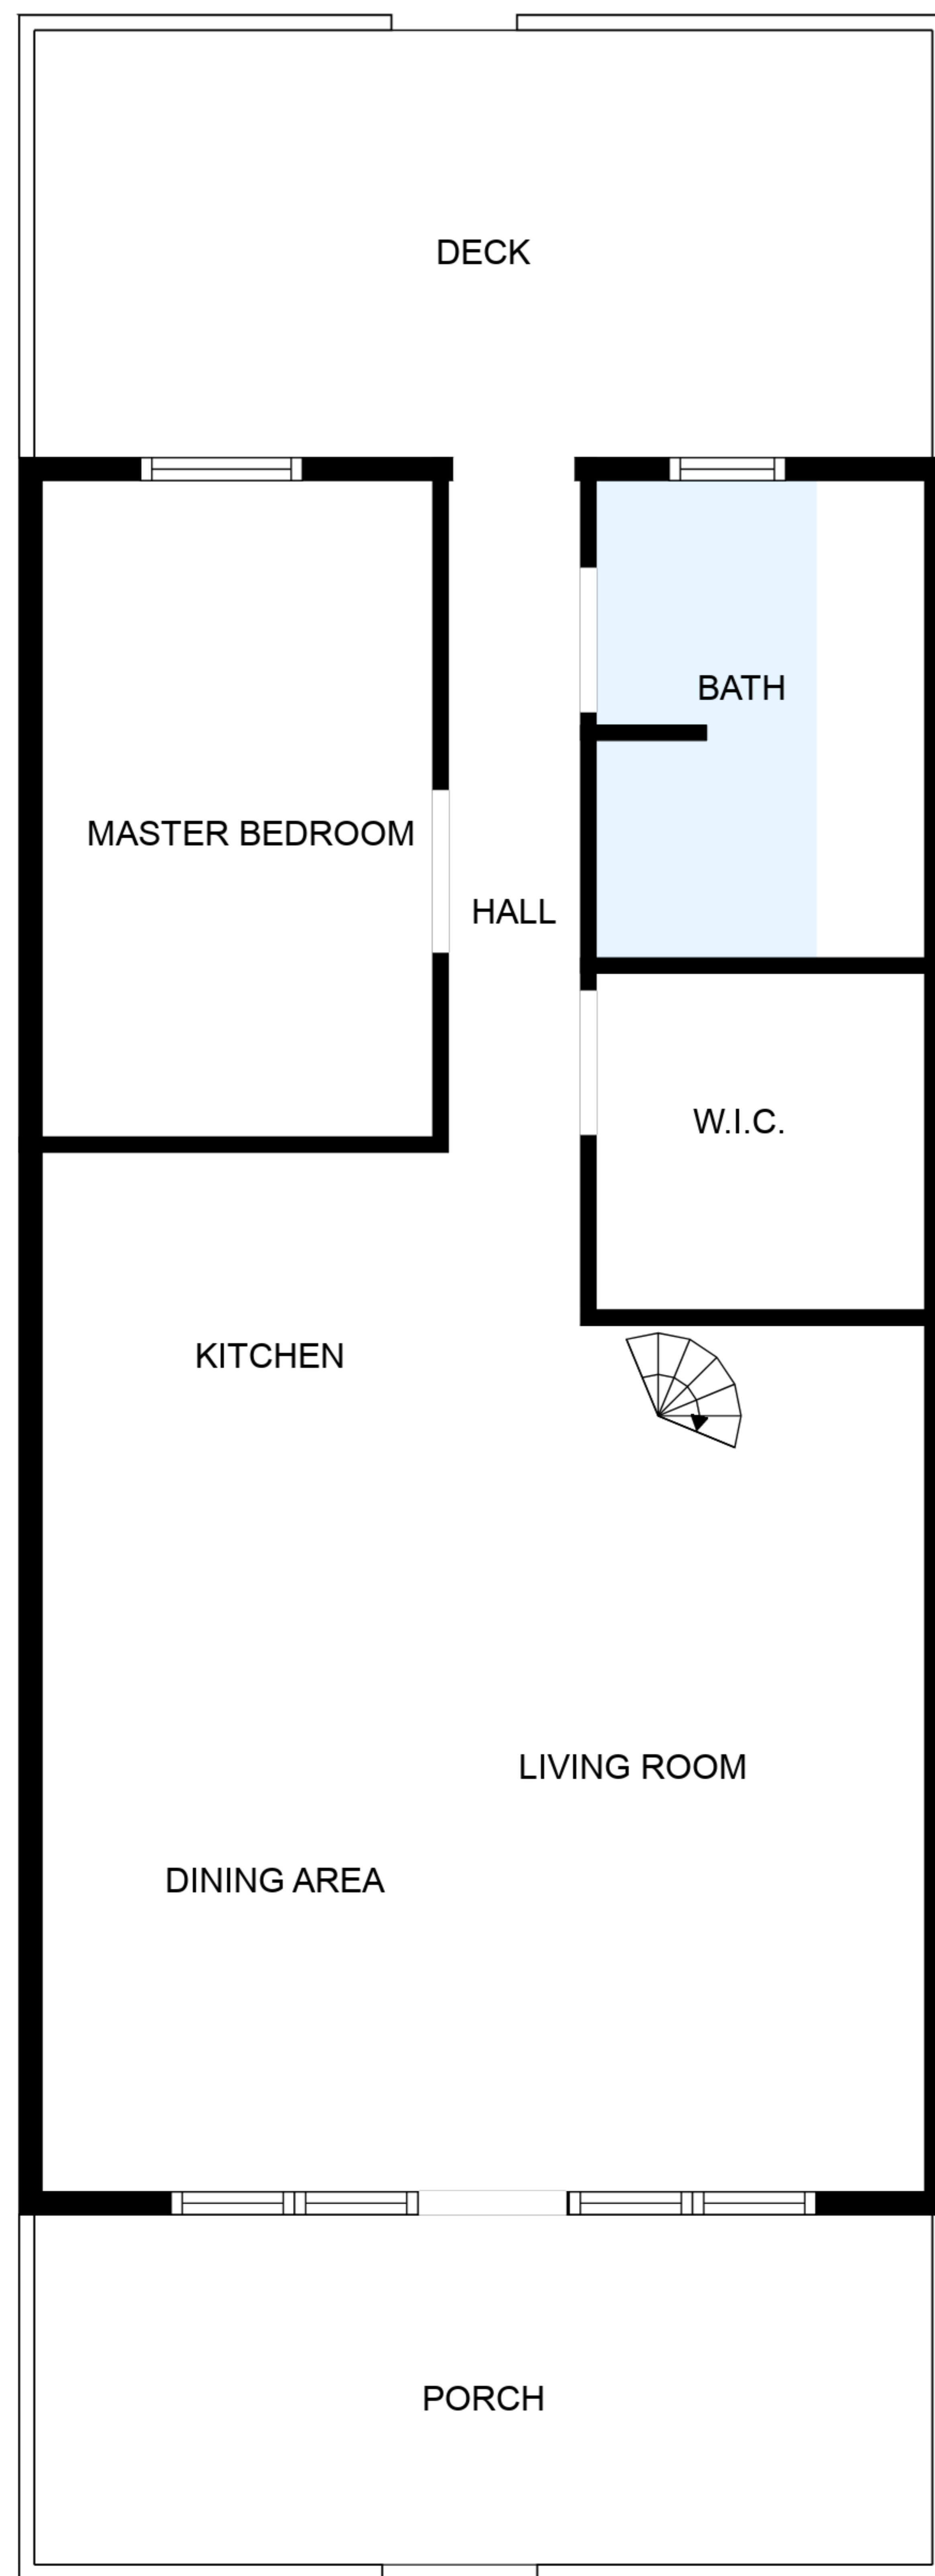 DECK
BATH
MASTER BEDROOM
HALL
W.I.C.
KITCHEN
LIVING ROOM
DINING AREA
PORCH